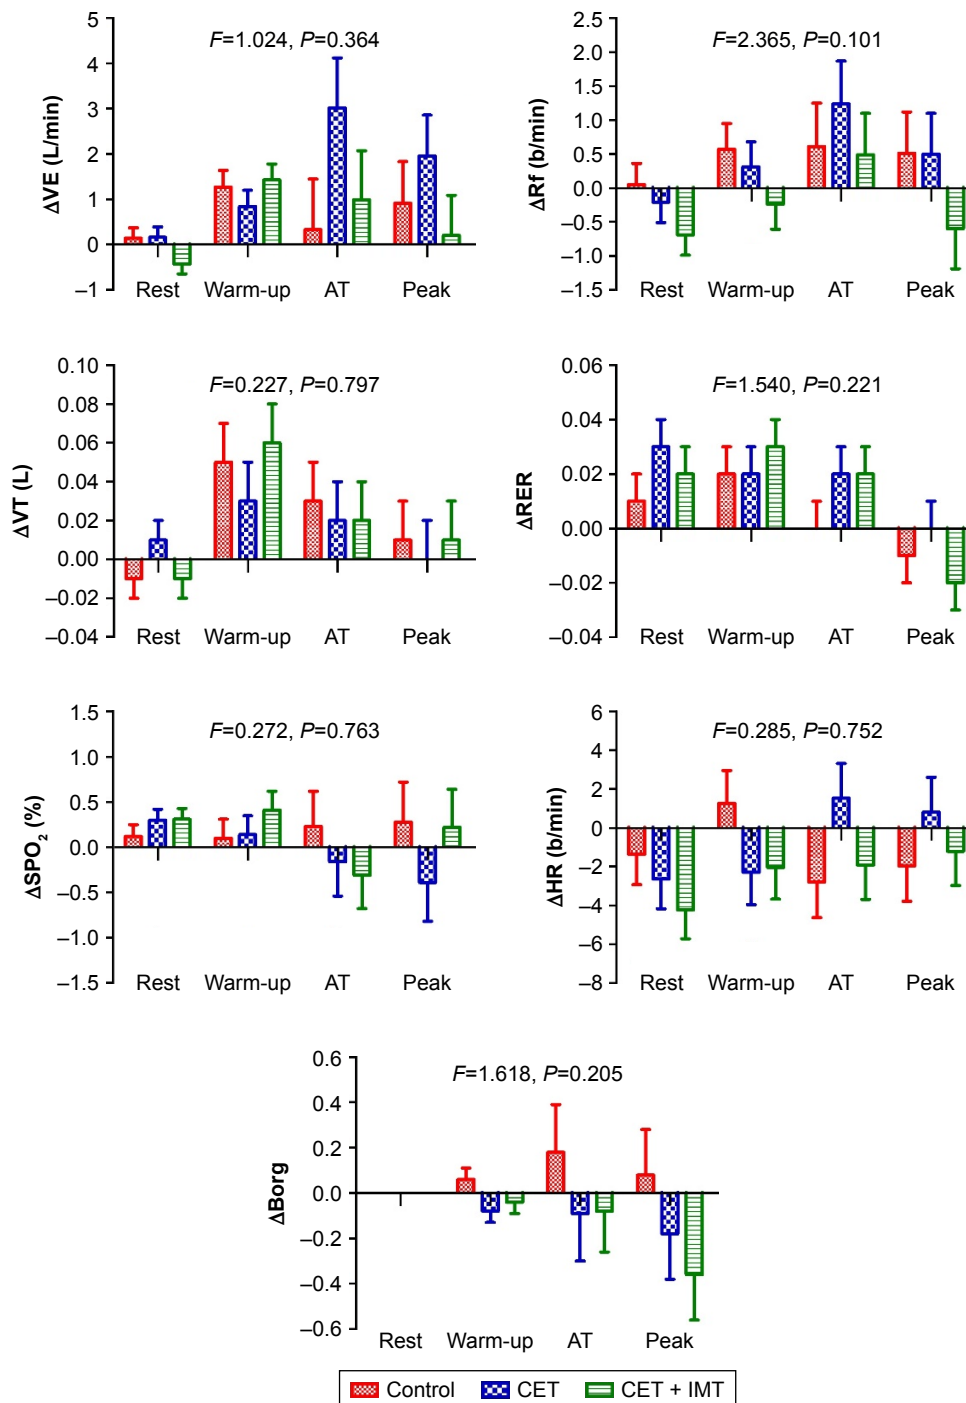 5
4
3
2
1
0
–1
ΔVE (L/min)
F=1.024, P=0.364
Rest Warm-up AT Peak
2.5
2.0
1.5
1.0
0.5
0.0
–0.5
–1.0
–1.5
ΔRf (b/min)
F=2.365, P=0.101
Rest Warm-up AT Peak
0.10
0.08
0.06
0.04
0.02
0.00
–0.02
–0.04
ΔVT (L)
F=0.227, P=0.797
Rest Warm-up AT Peak
0.06
0.04
0.02
0.00
–0.02
–0.04
ΔRER
F=1.540, P=0.221
Rest Warm-up AT Peak
1.5
1.0
0.5
0.0
–0.5
–1.0
–1.5
ΔSPO2 (%)
F=0.272, P=0.763
Rest Warm-up AT Peak
6
4
2
0
–2
–4
–6
–8
ΔHR (b/min)
F=0.285, P=0.752
Rest Warm-up AT Peak
0.6
0.4
0.2
0.0
–0.2
–0.4
–0.6
ΔBorg
F=1.618, P=0.205
Rest Warm-up AT Peak
Control CET CET + IMT